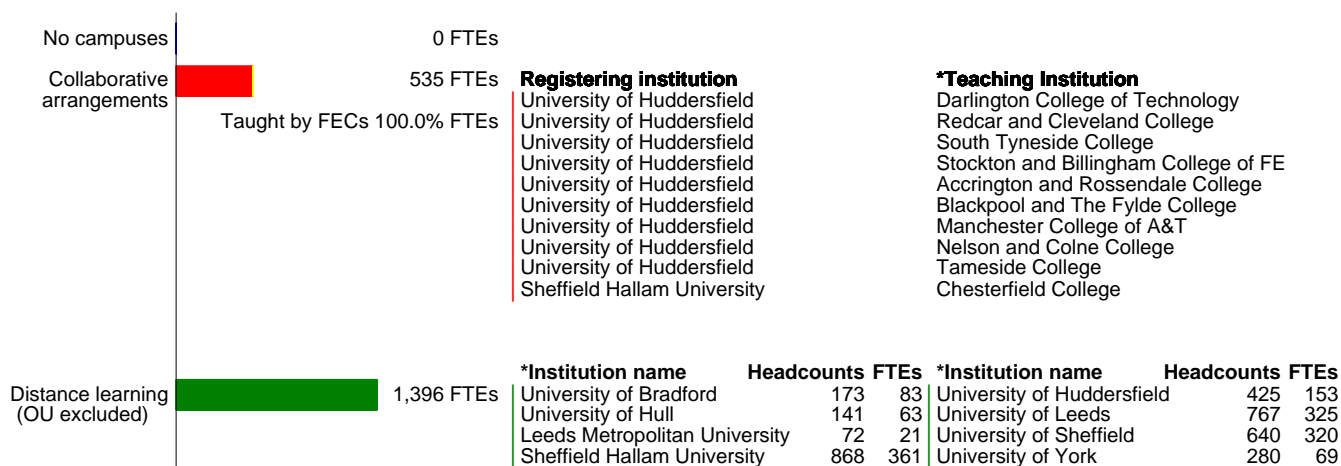 No campuses 0 FTEs
Collaborative arrangements 535 FTEs
Taught by FECs 100.0% FTEs
Registering institution *Teaching Institution
University of Huddersfield Darlington College of Technology
University of Huddersfield Redcar and Cleveland College
University of Huddersfield South Tyneside College
University of Huddersfield Stockton and Billingham College of FE
University of Huddersfield Accrington and Rossendale College
University of Huddersfield Blackpool and The Fylde College
University of Huddersfield Manchester College of A&T
University of Huddersfield Nelson and Colne College
University of Huddersfield Tameside College
Sheffield Hallam University Chesterfield College
Distance learning (OU excluded) 1,396 FTEs
*Institution name Headcounts FTEs *Institution name Headcounts FTEs
University of Bradford 173 83 University of Huddersfield 425 153
University of Hull 141 63 University of Leeds 767 325
Leeds Metropolitan University 72 21 University of Sheffield 640 320
Sheffield Hallam University 868 361 University of York 280 69